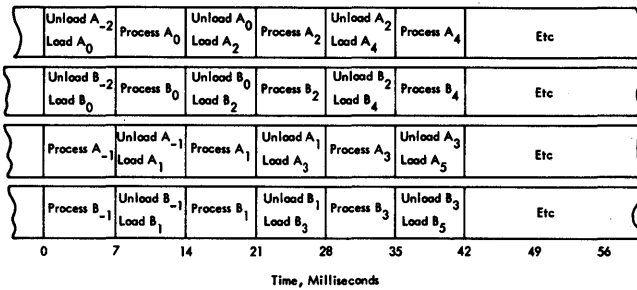 Unload A-2 Unload A0 Unload A2
Process A0 Process A2 Process A4 Etc
Load A0 Load A2 Load A4
Unload B-2 Unload B0 Unload B2
Process B0 Process B2 Process B4 Etc
Load B0 Load B2 Load B4
Unload A-1 Unload A1 Unload A3
Process A-1 Process A1 Process A3 Etc
Load A1 Load A3 Load A5
Unload B-1 Unload B1 Unload B3
Process B-1 Process B1 Process B3 Etc
Load B1 Load B3 Load B5
0 7 14 21 28 35 42 49 56
Time, Milliseconds